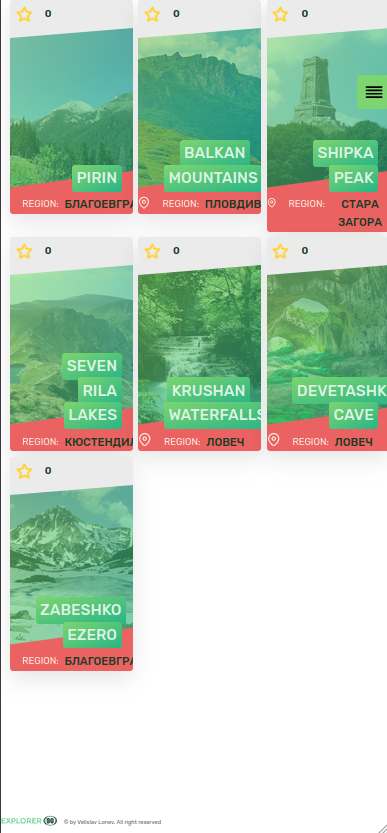 0
PIRIN
REGION: БЛАГОЕВГРА
0
BALKAN
MOUNTAINS
REGION: ПЛОВДИВ
0
SHIPKA
PEAK
REGION: СТАРА
ЗАГОРА
0
SEVEN
RILA
LAKES
REGION: КЮСТЕНДИЛ
0
KRUSHAN
WATERFALLS
REGION: ЛОВЕЧ
0
DEVETASHK
CAVE
REGION: ЛОВЕЧ
0
ZABESHKO
EZERO
REGION: БЛАГОЕВГРА
EXPLORER © by Velislav Lonev. All right reserved